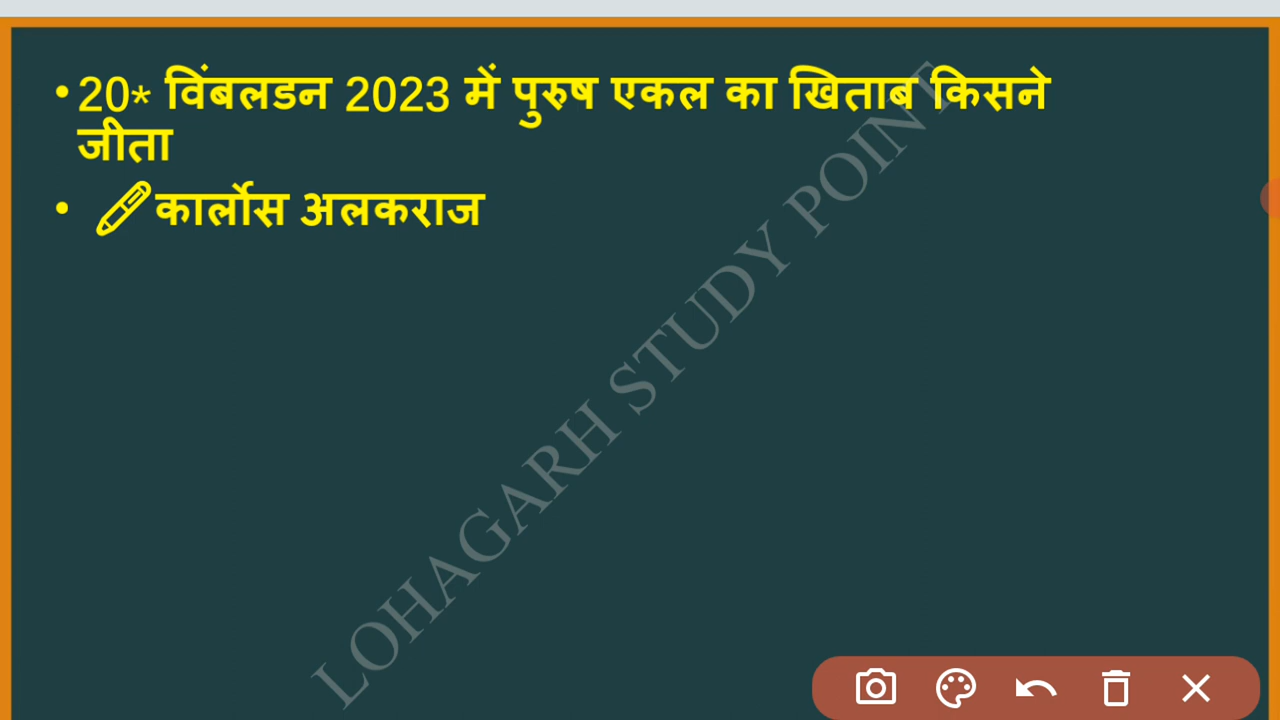 •20* विंबलडन 2023 में पुरुष एकल का खिताब किसने
जीता
• 🖊कार्लोस अलकराज
LOHAGARH STUDY POINT